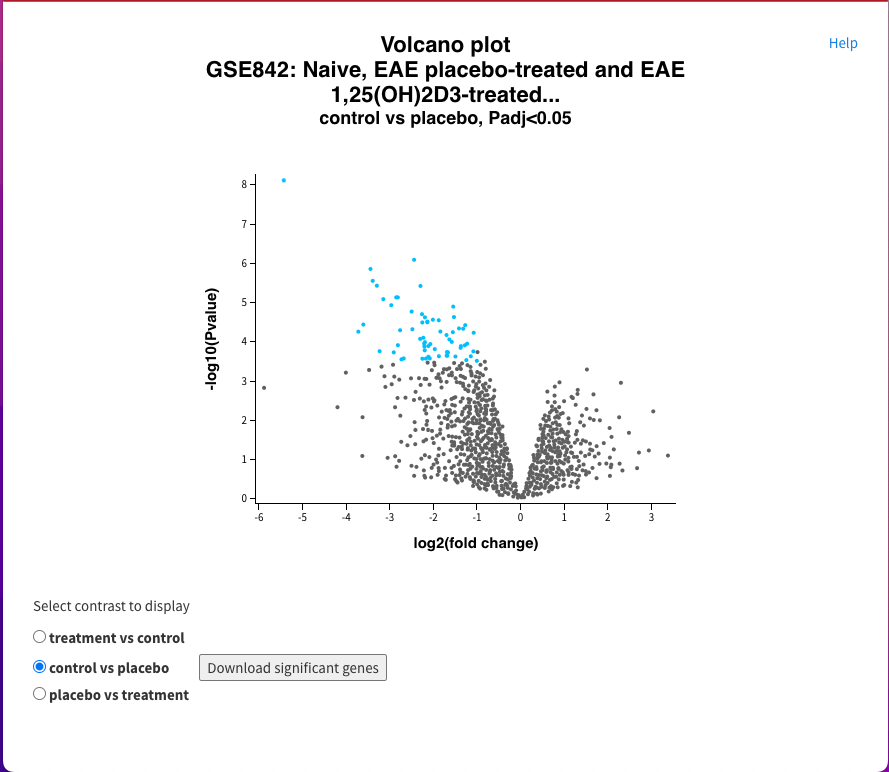 Help
Volcano plot
GSE842: Naive, EAE placebo-treated and EAE
1,25(OH)2D3-treated...
control vs placebo, Padj<0.05
-log10(Pvalue)
8
7
6
5
4
3
2
1
0
-6 -5 -4 -3 -2 -1 0 1 2 3
log2(fold change)
Select contrast to display
treatment vs control
control vs placebo Download significant genes
placebo vs treatment